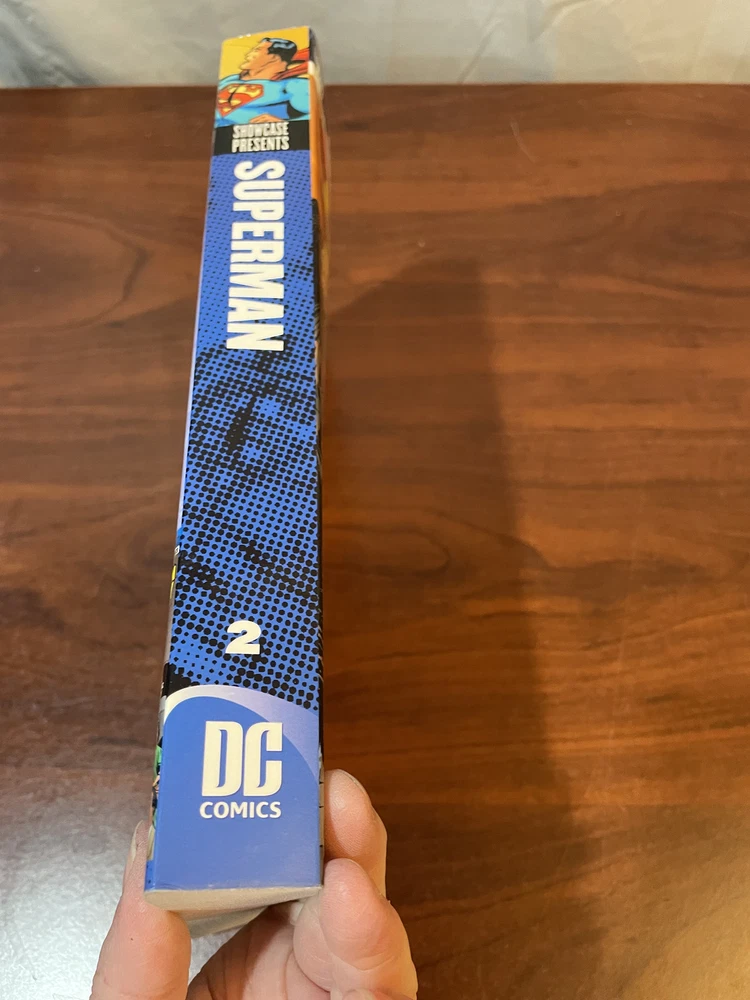 SHOWCASE
PRESENTS
SUPERMAN
2
DC
COMICS